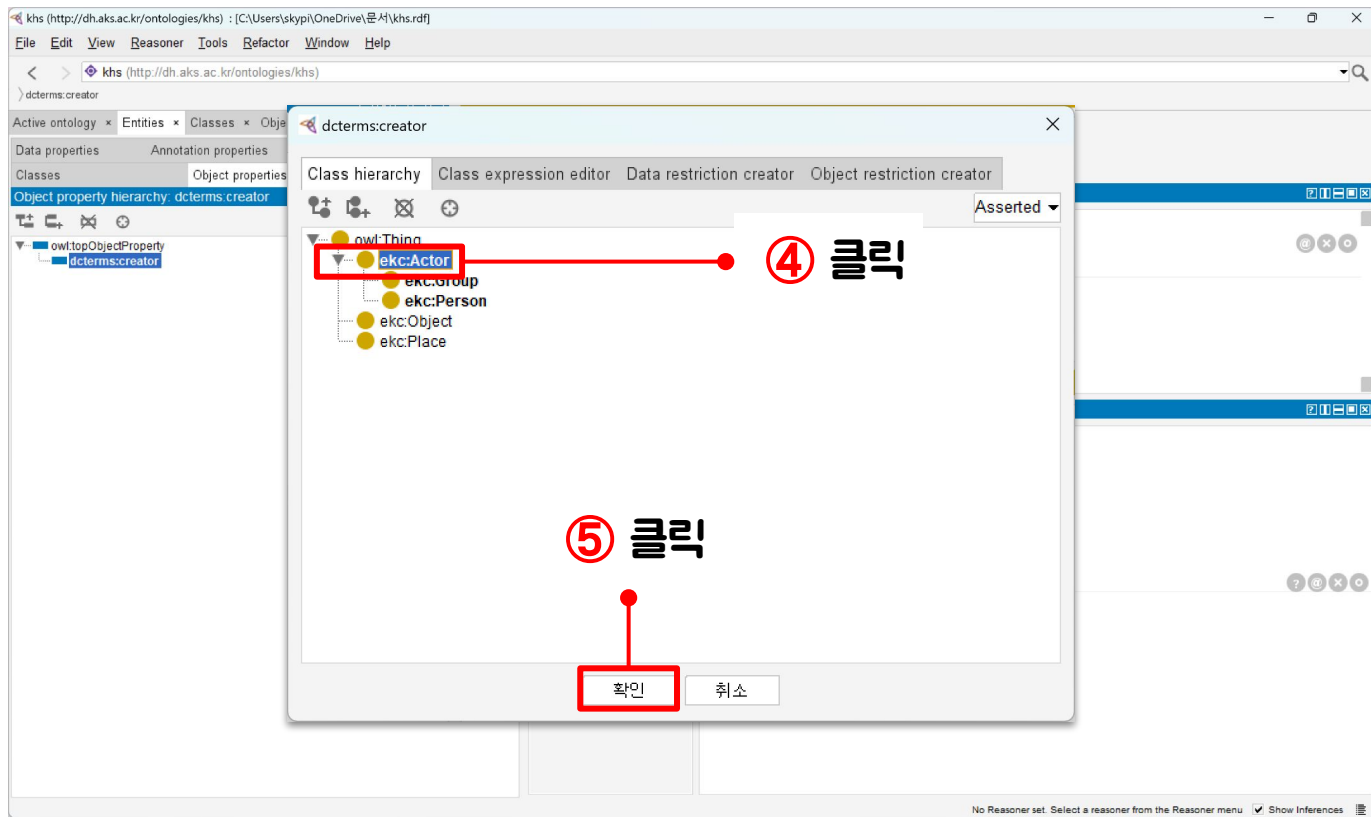 khs (http://dh.aks.ac.kr/ontologies/khs) : [C:\Users\skypi\OneDrive\문서\khs.rdf]
File Edit View Reasoner Tools Refactor Window Help
khs (http://dh.aks.ac.kr/ontologies/khs)
dcterms:creator
Active ontology × Entities × Classes × Obje
Data properties Annotation properties
Classes Object properties
Object property hierarchy: dcterms:creator
owl:topObjectProperty
dcterms:creator
dcterms:creator
Class hierarchy Class expression editor Data restriction creator Object restriction creator
Asserted
owl:Thing
ekc:Actor
ekc:Group
ekc:Person
ekc:Object
ekc:Place
④ 클릭
⑤ 클릭
확인 취소
No Reasoner set. Select a reasoner from the Reasoner menu Show Inferences